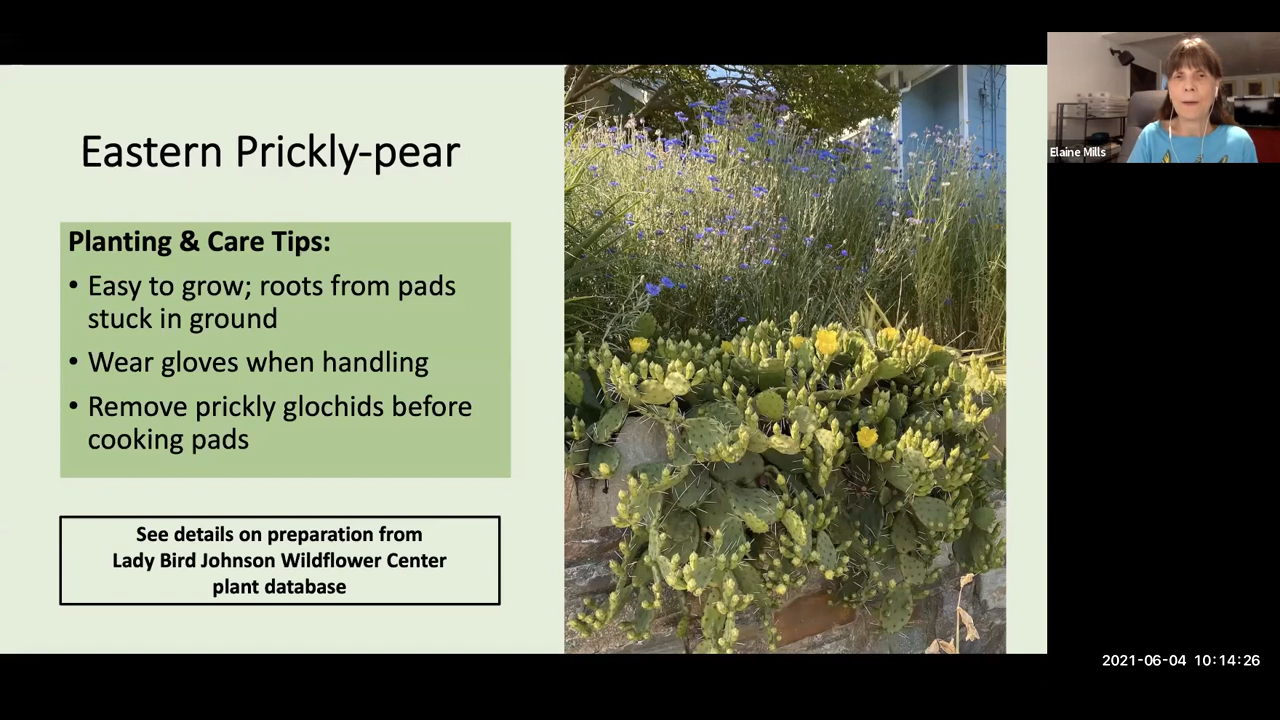 Eastern Prickly-pear
Planting & Care Tips:
• Easy to grow; roots from pads
stuck in ground
• Wear gloves when handling
• Remove prickly glochids before
cooking pads
See details on preparation from
Lady Bird Johnson Wildflower Center
plant database
Elaine Mills
2021-06-04 10:14:26